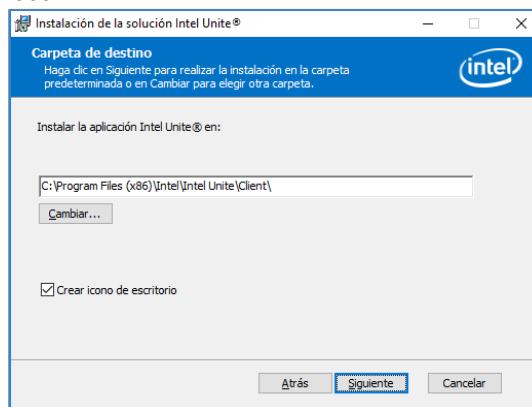 Instalación de la solución Intel Unite®
Carpeta de destino
Haga clic en Siguiente para realizar la instalación en la carpeta
predeterminada o en Cambiar para elegir otra carpeta.
intel
Instalar la aplicación Intel Unite® en:
C:\Program Files (x86)\Intel\Intel Unite\Client\
Cambiar...
Crear icono de escritorio
Atrás Siguiente Cancelar